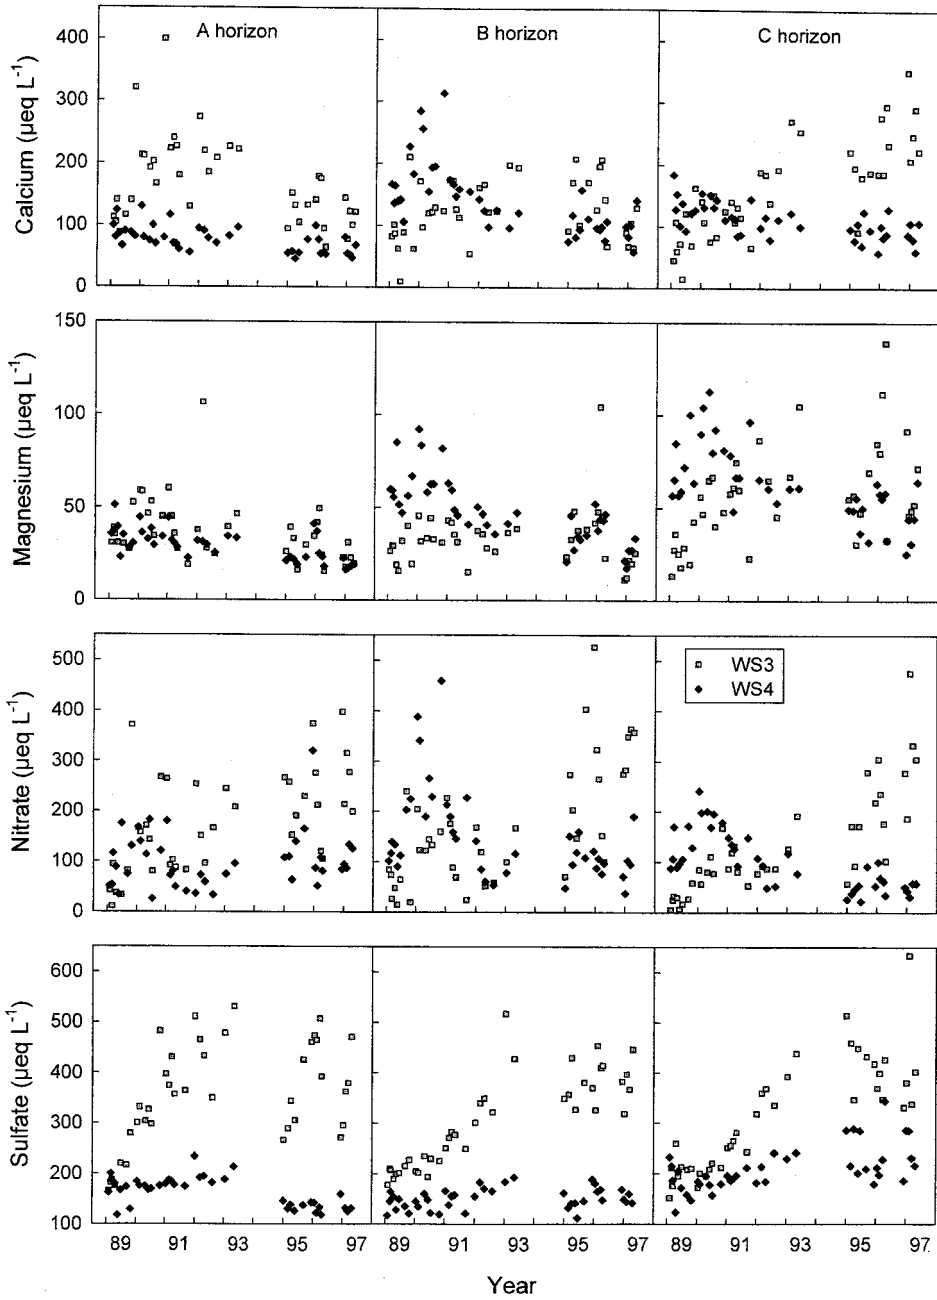 A horizon
B horizon
C horizon
Calcium (µeq L⁻¹)
400
300
200
100
0
Magnesium (µeq L⁻¹)
150
100
50
0
Nitrate (µeq L⁻¹)
500
400
300
200
100
0
WS3
WS4
Sulfate (µeq L⁻¹)
600
500
400
300
200
100
89 91 93 95 97 89 91 93 95 97 89 91 93 95 97
Year